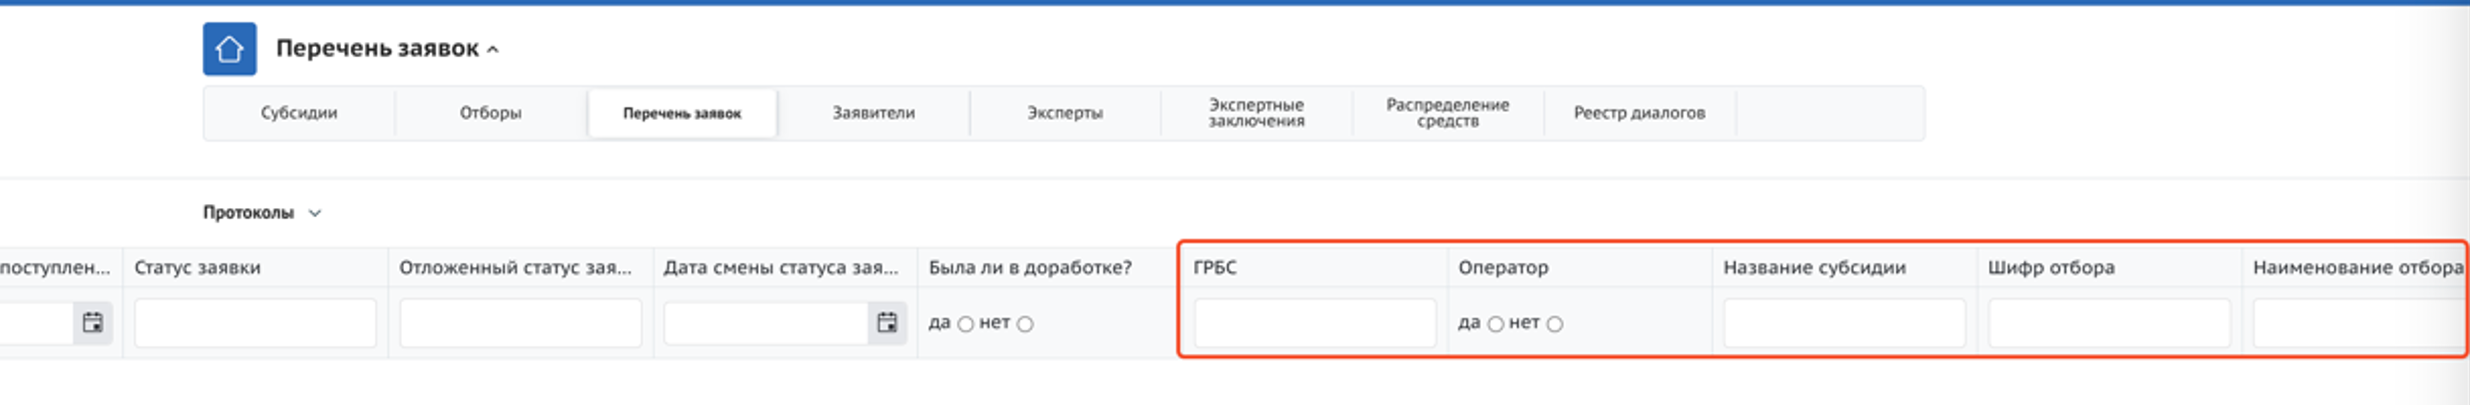 Перечень заявок
Субсидии
Отборы
Перечень заявок
Заявители
Эксперты
Экспертные
заключения
Распределение
средств
Реестр диалогов
Протоколы
поступлен...
Статус заявки
Отложенный статус зая...
Дата смены статуса зая...
Была ли в доработке?
ГРБС
Оператор
Название субсидии
Шифр отбора
Наименование отбора
да нет
да нет